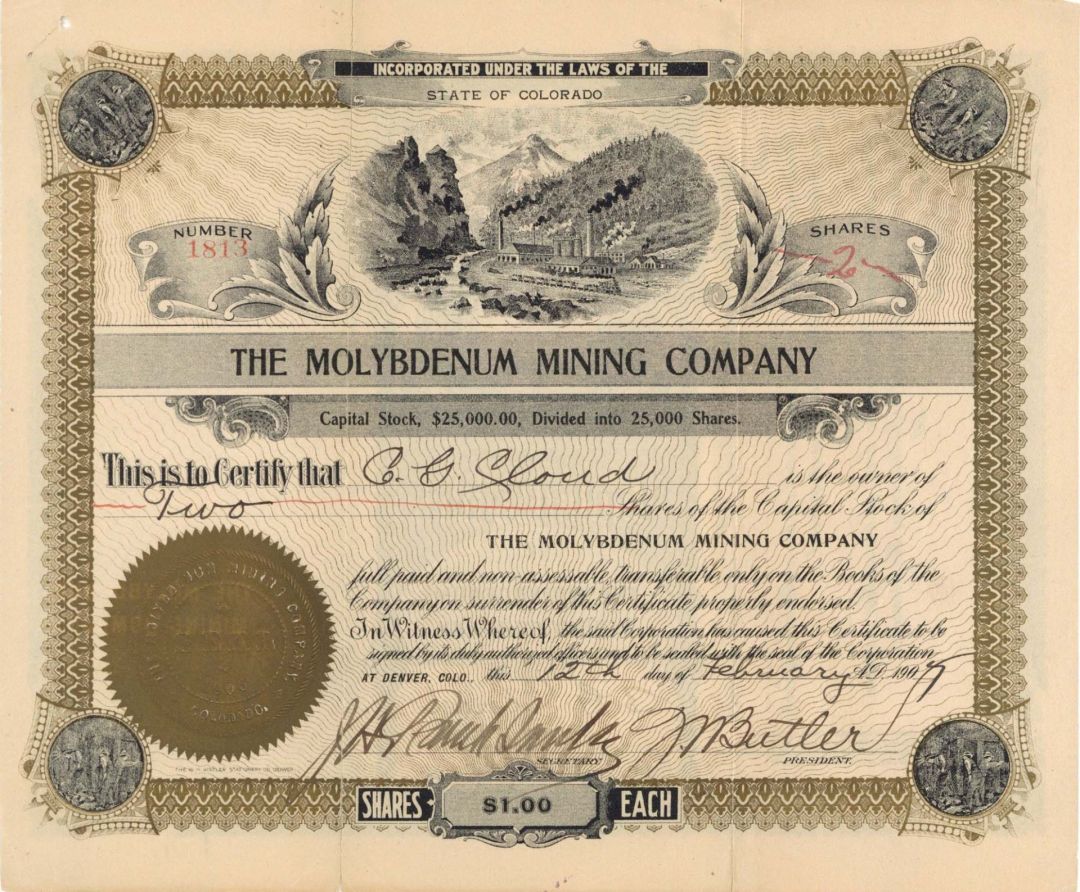 INCORPORATED UNDER THE LAWS OF THE
STATE OF COLORADO
NUMBER
1813
SHARES
2
THE MOLYBDENUM MINING COMPANY
Capital Stock, $25,000.00, Divided into 25,000 Shares.
This is to Certify that C. G. Cloud is the owner of
Two Shares of the Capital Stock of
THE MOLYBDENUM MINING COMPANY
full paid and non-assessable, transferable only on the Books of the
Company on surrender of this Certificate properly endorsed.
In Witness Whereof, the said Corporation has caused this Certificate to be
signed by its duly authorized officers and to be sealed with the seal of the Corporation
AT DENVER, COLO., this 12th day of February A.D. 1907
J. M. Butler
SECRETARY
PRESIDENT
MINING COMPANY
COLORADO.
SHARES $1.00 EACH